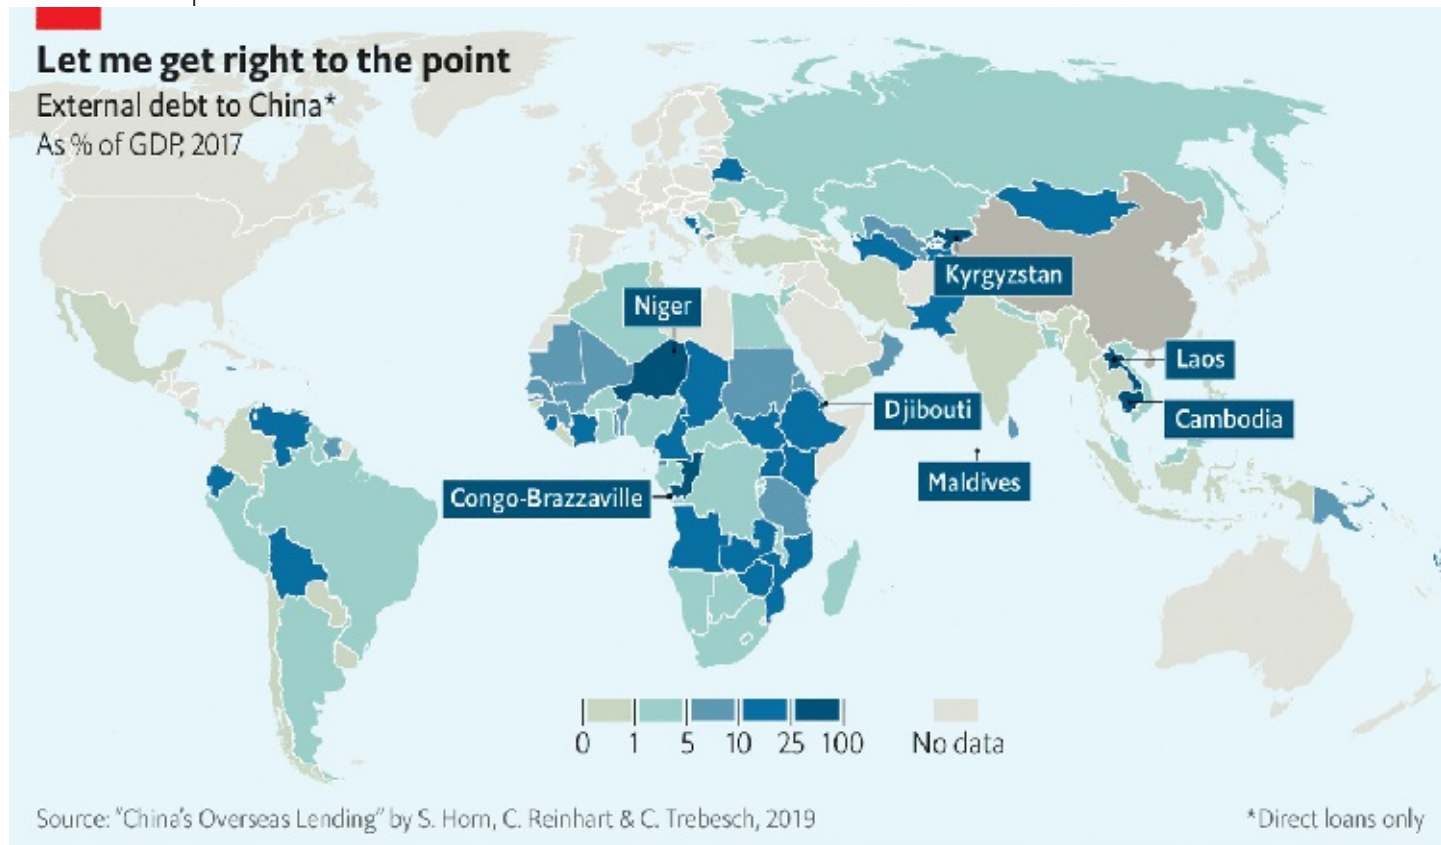 Let me get right to the point
External debt to China*
As % of GDP, 2017
Niger
Kyrgyzstan
Laos
Djibouti
Cambodia
Maldives
Congo-Brazzaville
0 1 5 10 25 100 No data
Source: "China's Overseas Lending" by S. Horn, C. Reinhart & C. Trebesch, 2019 *Direct loans only